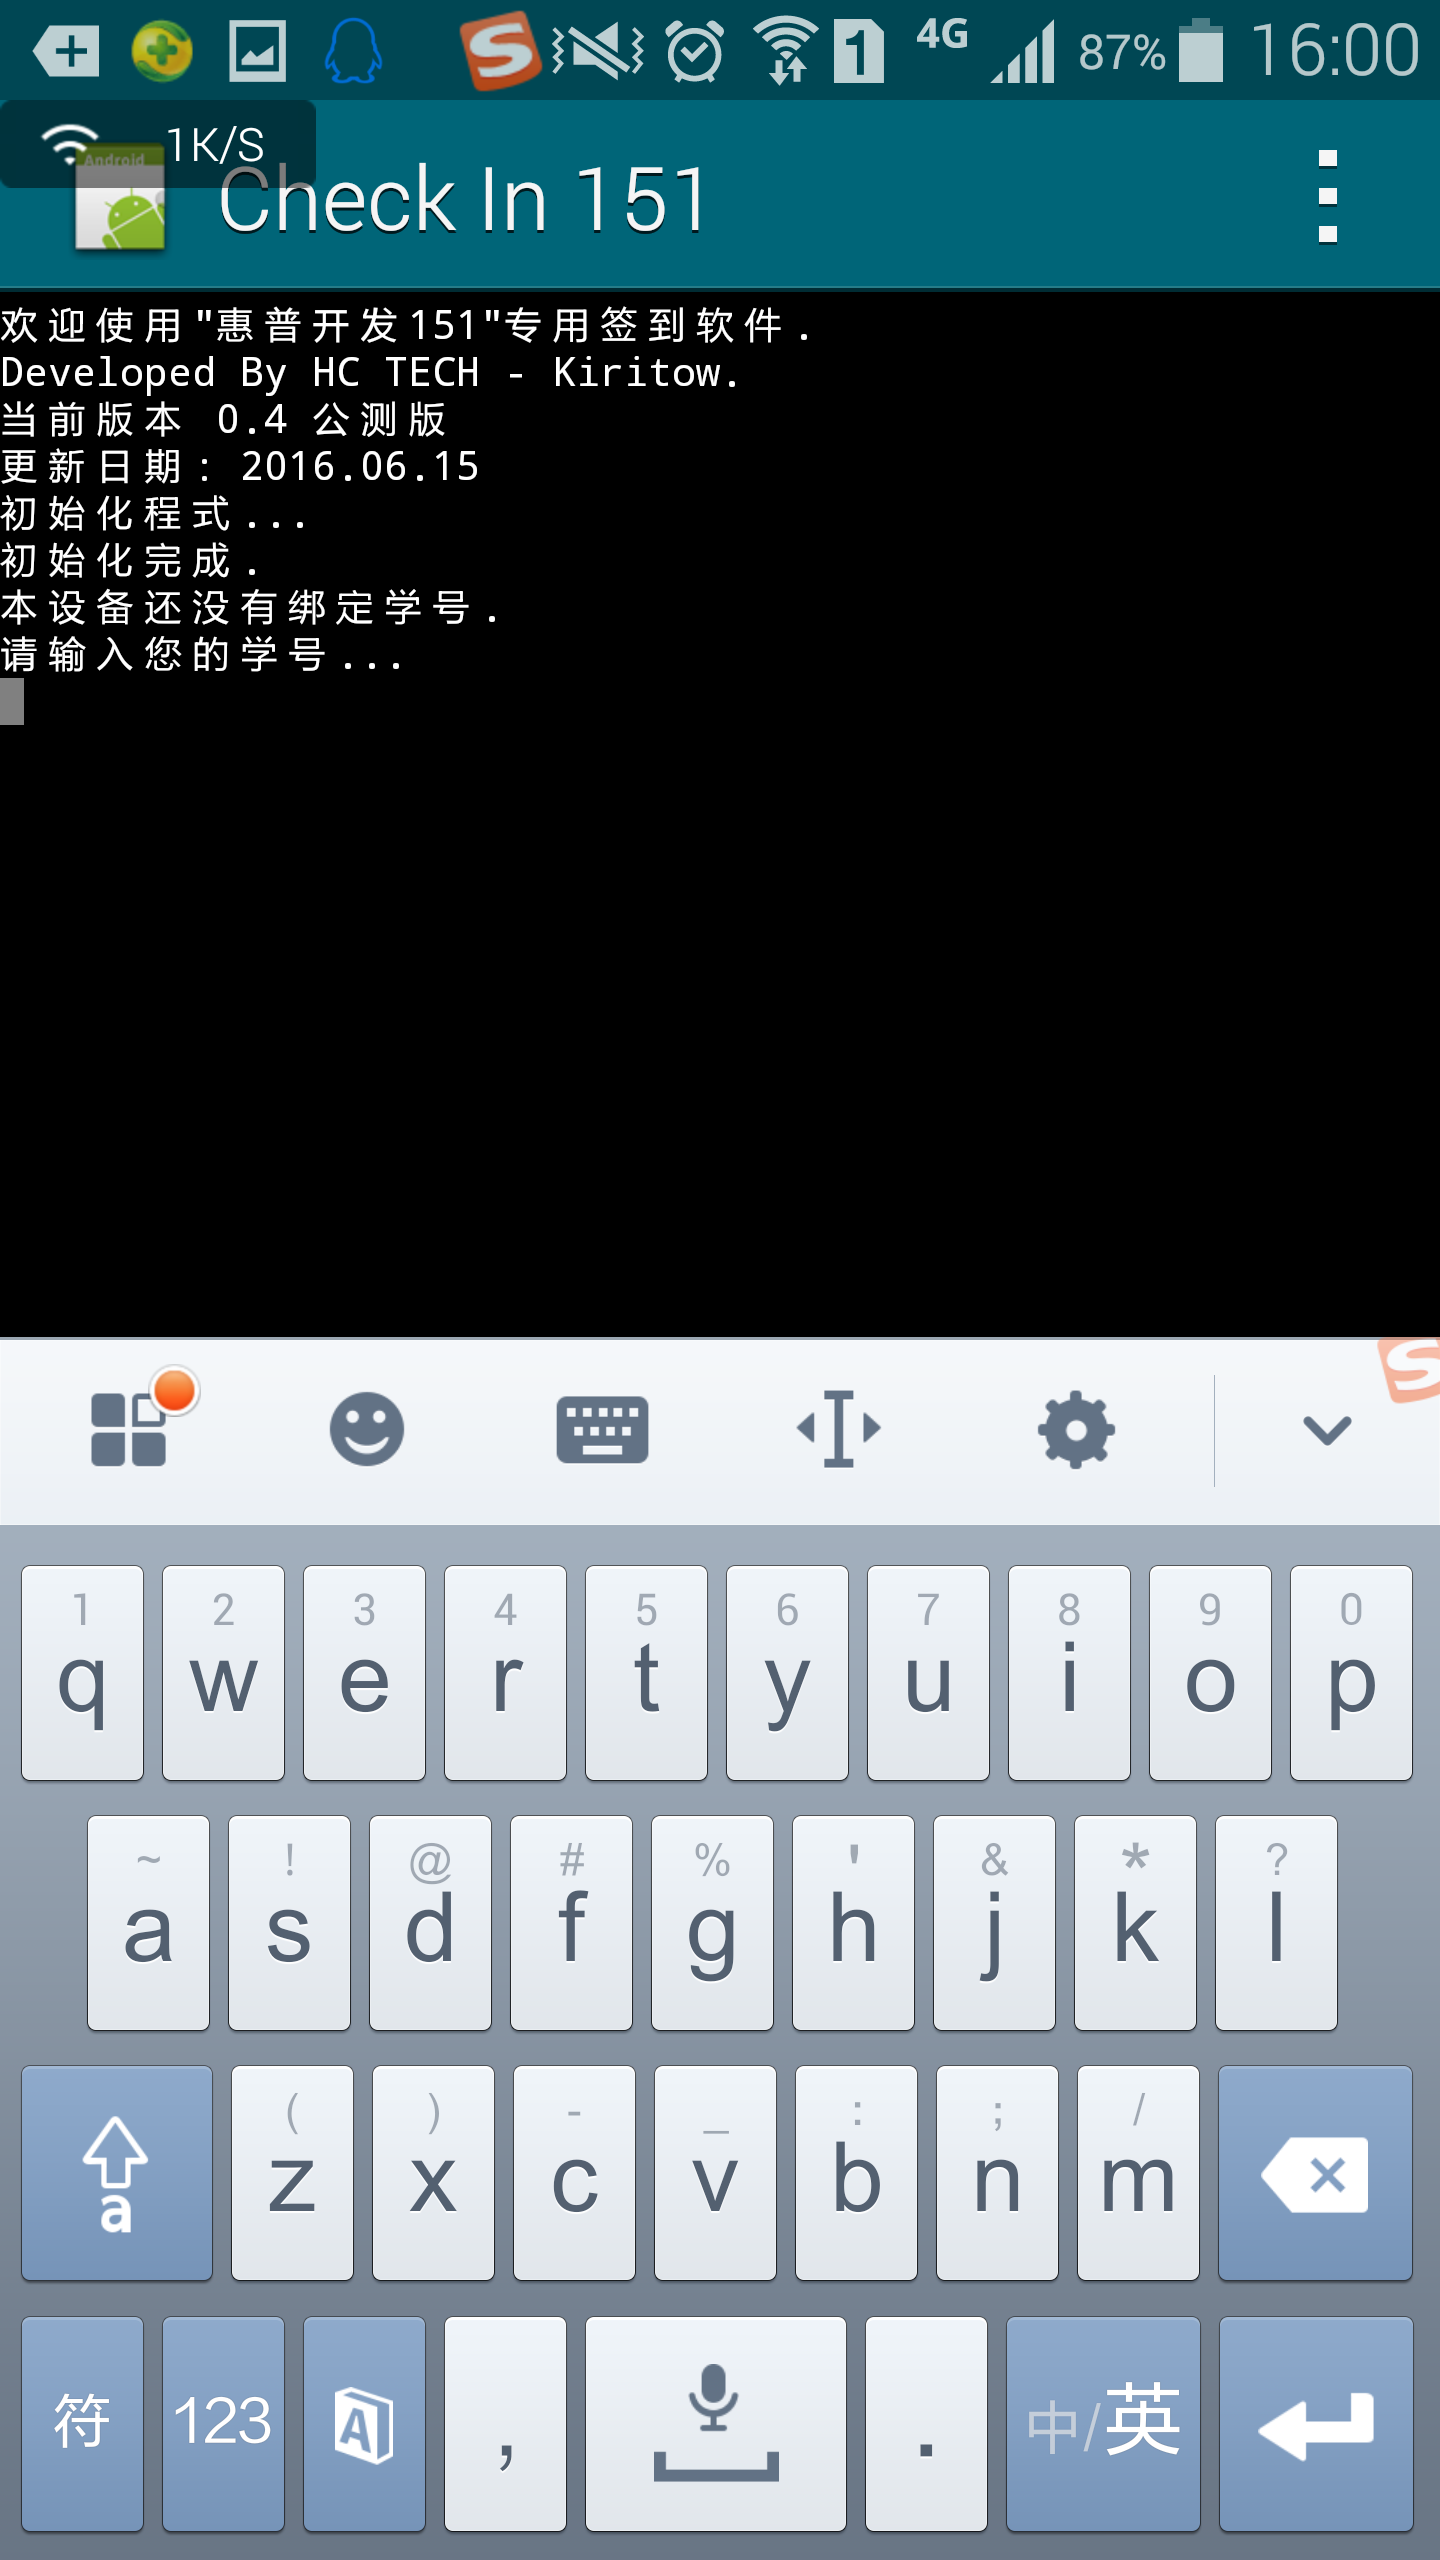 4G 87% 16:00
1K/S
Android
Check In 151
欢迎使用"惠普开发151"专用签到软件.
Developed By HC TECH - Kiritow.
当前版本 0.4 公测版
更新日期: 2016.06.15
初始化程式...
初始化完成.
本设备还没有绑定学号.
请输入您的学号...
1 2 3 4 5 6 7 8 9 0
q w e r t y u i o p
~ ! @ # % ' & * ?
a s d f g h j k l
( ) - _ : ; /
a z x c v b n m
符 123 A , . 中/英